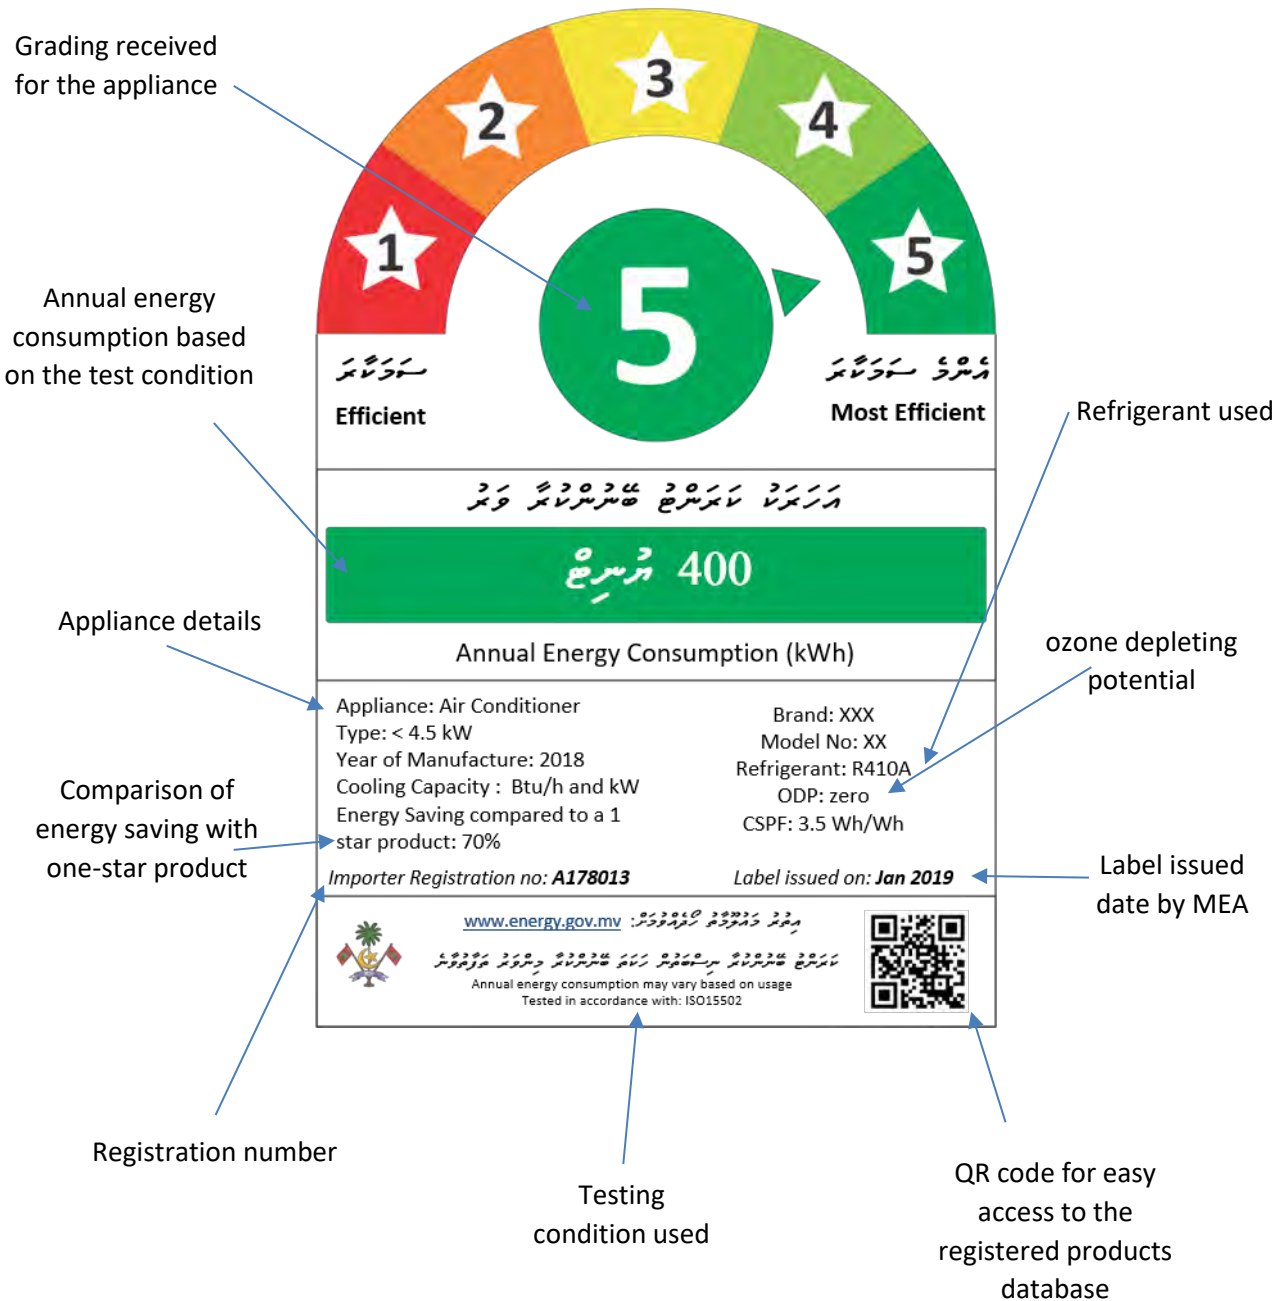 Grading received
for the appliance
1
2
3
4
5
5
Annual energy
consumption based
on the test condition
ސަމަކާރަ
Efficient
އެންމެ ސަމަކާރަ
Most Efficient
Refrigerant used
އަހަރަކު ކަރަންޓު ބޭނުންކުރާ ވަރު
400 ޔުނިޓް
Annual Energy Consumption (kWh)
Appliance details
ozone depleting
potential
Appliance: Air Conditioner
Type: < 4.5 kW
Year of Manufacture: 2018
Cooling Capacity : Btu/h and kW
Energy Saving compared to a 1
star product: 70%
Brand: XXX
Model No: XX
Refrigerant: R410A
ODP: zero
CSPF: 3.5 Wh/Wh
Comparison of
energy saving with
one-star product
Importer Registration no: A178013
Label issued on: Jan 2019
Label issued
date by MEA
އިތުރު މައުލޫމާތު ހޯދެއްވުމަށް: www.energy.gov.mv
ކަރަންޓު ބޭނުންކުރާ ނިސްބަތުން ހަކަތަ ބޭނުންކުރާ މިންވަރު ތަފާތުވާނެ
Annual energy consumption may vary based on usage
Tested in accordance with: ISO15502
Registration number
Testing
condition used
QR code for easy
access to the
registered products
database